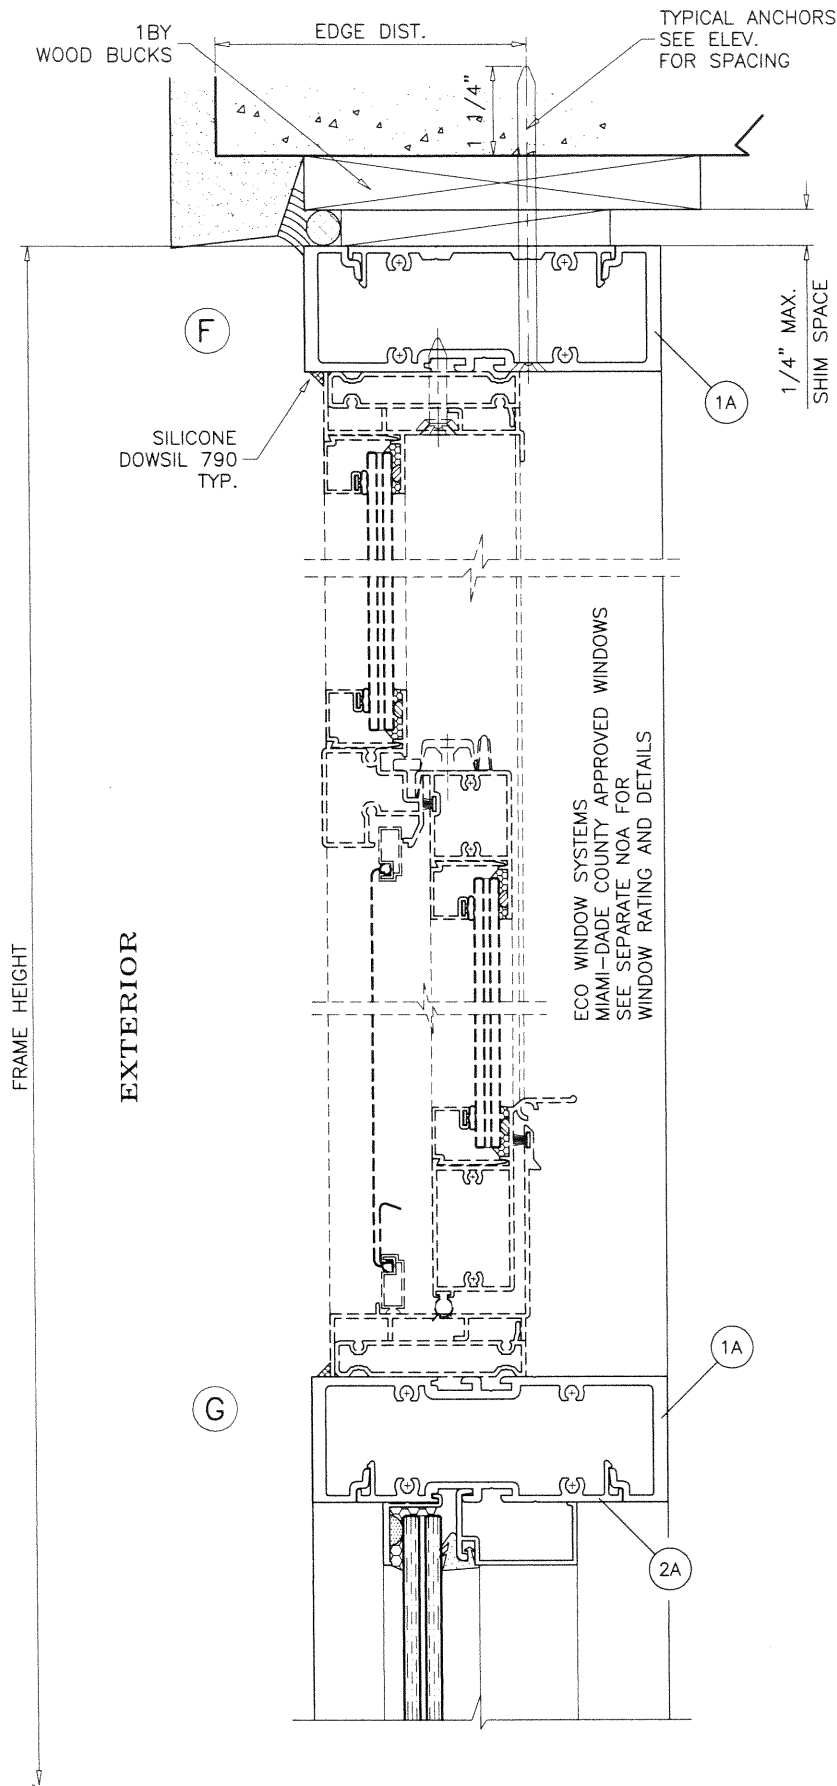 1BY
WOOD BUCKS
EDGE DIST.
TYPICAL ANCHORS
SEE ELEV.
FOR SPACING
1 1/4"
F
1/4" MAX.
SHIM SPACE
1A
SILICONE
DOWSIL 790
TYP.
ECO WINDOW SYSTEMS
MIAMI-DADE COUNTY APPROVED WINDOWS
SEE SEPARATE NOA FOR
WINDOW RATING AND DETAILS
FRAME HEIGHT
EXTERIOR
1A
G
2A